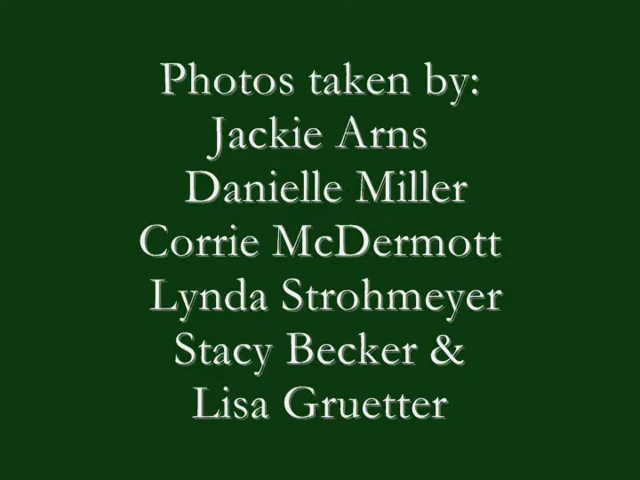 Photos taken by:
Jackie Arns
Danielle Miller
Corrie McDermott
Lynda Strohmeyer
Stacy Becker &
Lisa Gruetter